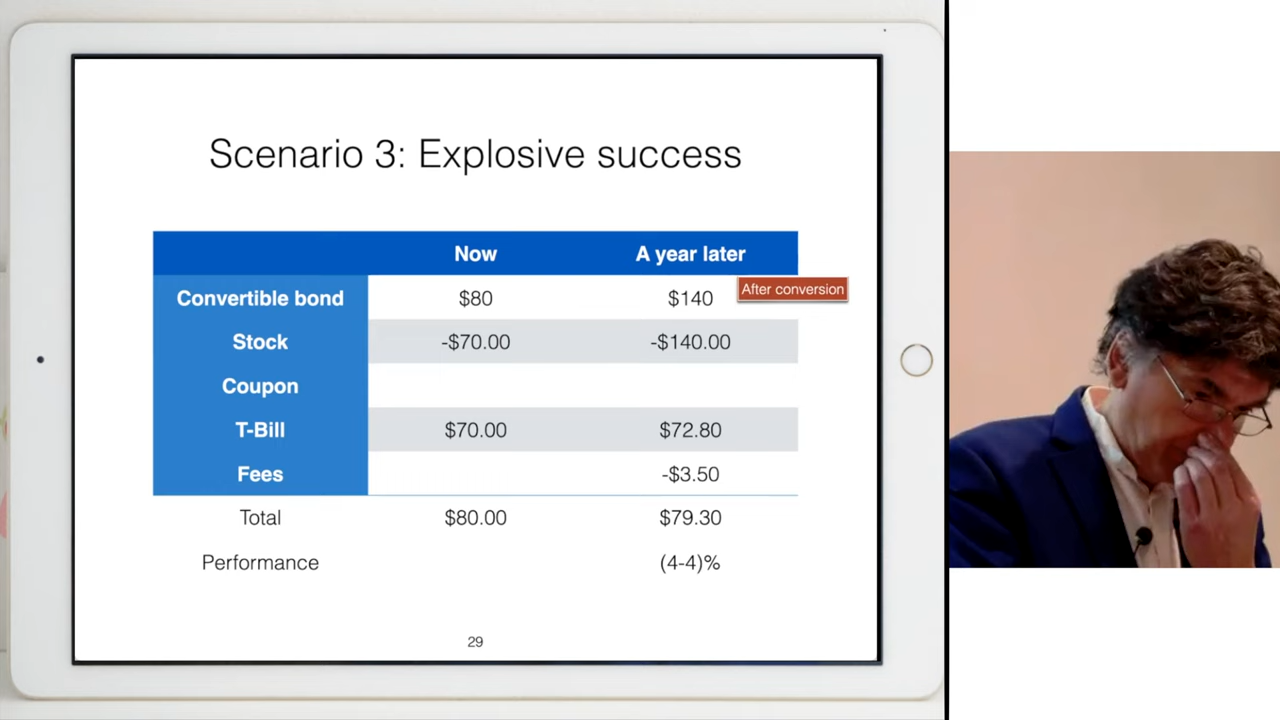 Scenario 3: Explosive success
Now A year later
Convertible bond $80 $140 After conversion
Stock -$70.00 -$140.00
Coupon
T-Bill $70.00 $72.80
Fees -$3.50
Total $80.00 $79.30
Performance (4-4)%
29